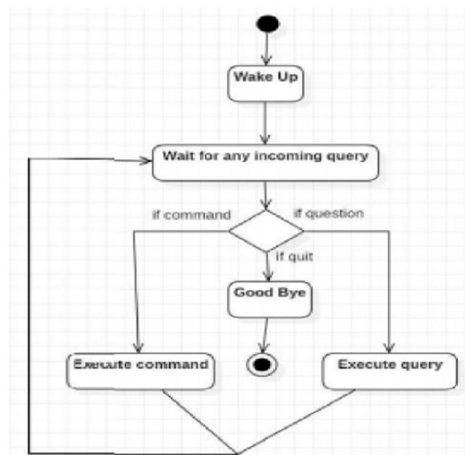 Wake Up
Wait for any incoming query
if command
if question
if quit
Good Bye
Execute command
Execute query